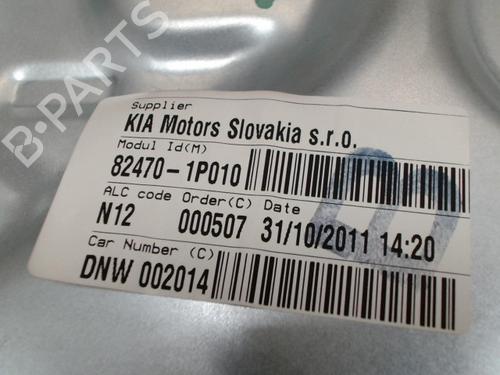 B-PARTS
Supplier
KIA Motors Slovakia s.r.o.
Modul Id(M)
82470-1P010
ALC code Order(C) Date
N12 000507 31/10/2011 14:20
Car Number (C)
DNW 002014